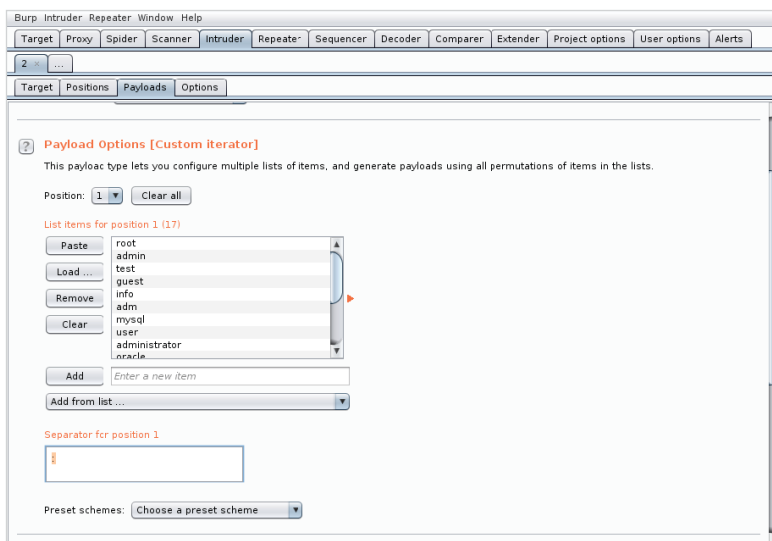 Burp Intruder Repeater Window Help
Target Proxy Spider Scanner Intruder Repeater Sequencer Decoder Comparer Extender Project options User options Alerts
2 × ...
Target Positions Payloads Options
? Payload Options [Custom iterator]
This payloac type lets you configure multiple lists of items, and generate payloads using all permutations of items in the lists.
Position: 1 Clear all
List items for position 1 (17)
Paste
Load ...
Remove
Clear
root
admin
test
guest
info
adm
mysql
user
administrator
oracle
Add Enter a new item
Add from list ...
Separator for position 1
:
Preset schemes: Choose a preset scheme